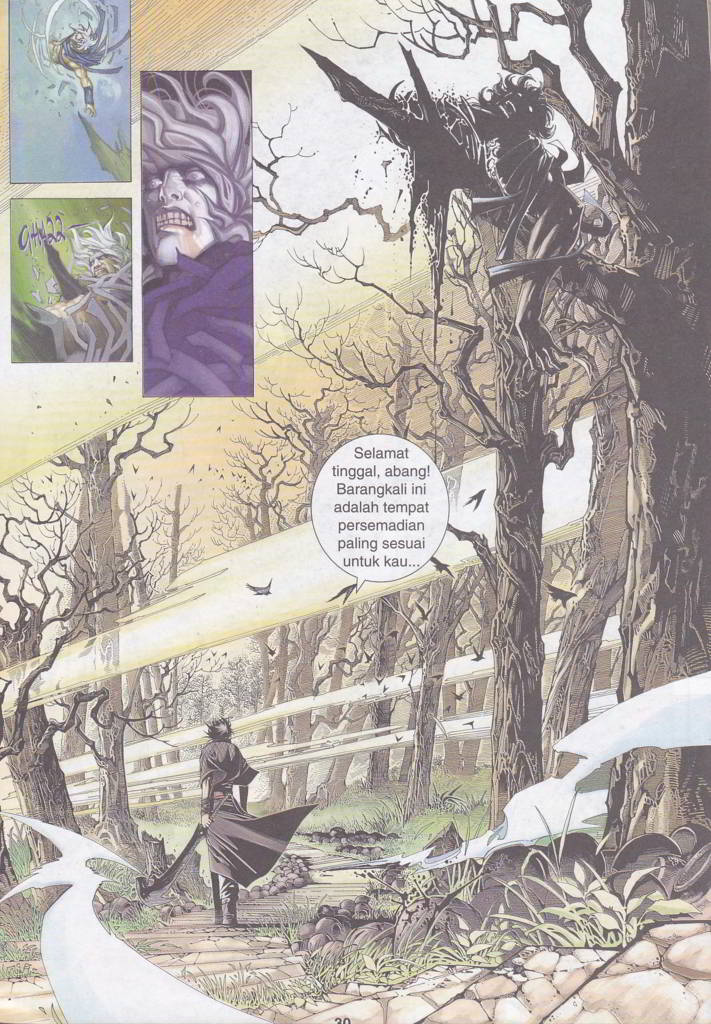 Selamat
tinggal, abang!
Barangkali ini
adalah tempat
persemadian
paling sesuai
untuk kau...
30